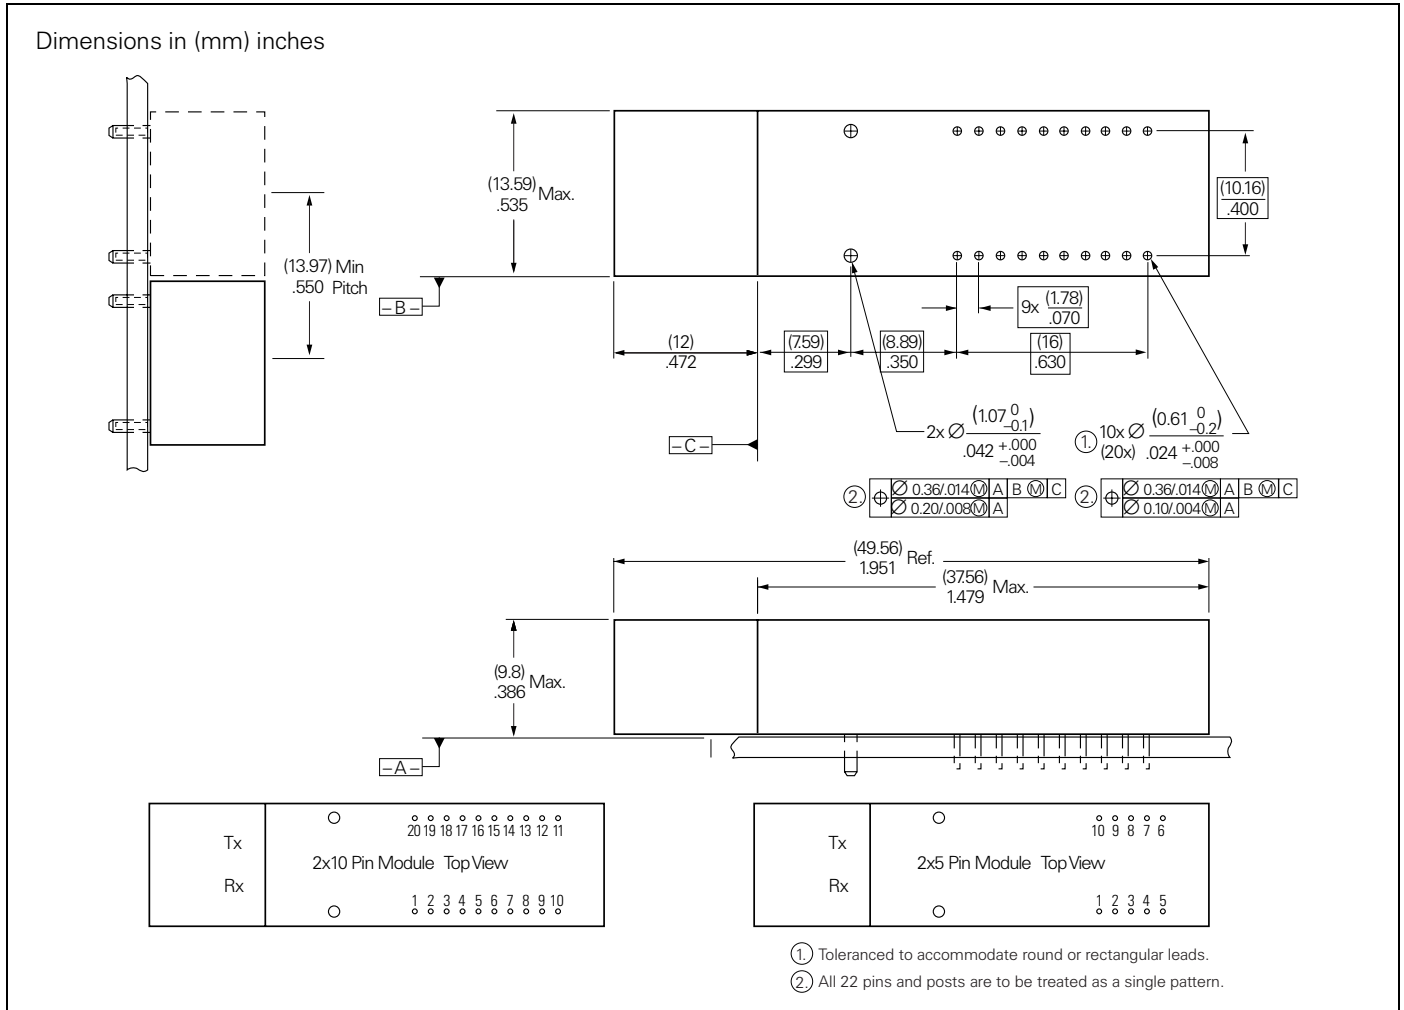 Dimensions in (mm) inches
(13.59) Max.
.535
(10.16)
.400
(13.97) Min
.550 Pitch
–B–
9x (1.78)
.070
(12)
.472
(7.59)
.299
(8.89)
.350
(16)
.630
–C–
2x Ø (1.07 0 –0.1)
.042 +.000 –.004
1. 10x Ø (0.61 0 –0.2)
(20x) .024 +.000 –.008
2. ⌖ Ø 0.36/.014 Ⓜ A B Ⓜ C
Ø 0.20/.008 Ⓜ A
2. ⌖ Ø 0.36/.014 Ⓜ A B Ⓜ C
Ø 0.10/.004 Ⓜ A
(49.56) Ref.
1.951
(37.56) Max.
1.479
(9.8) Max.
.386
–A–
20 19 18 17 16 15 14 13 12 11
Tx
2x10 Pin Module Top View
Rx
1 2 3 4 5 6 7 8 9 10
10 9 8 7 6
Tx
2x5 Pin Module Top View
Rx
1 2 3 4 5
1. Toleranced to accommodate round or rectangular leads.
2. All 22 pins and posts are to be treated as a single pattern.